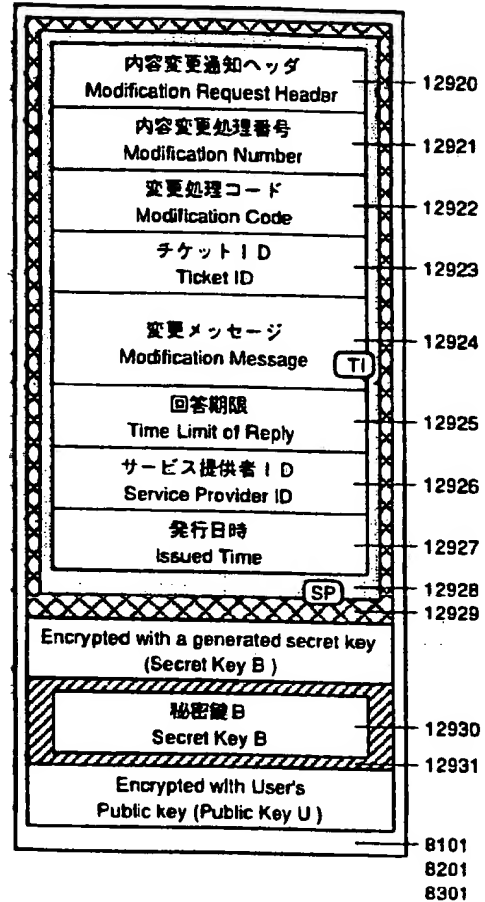 内容変更通知ヘッダ
Modification Request Header
12920
内容変更処理番号
Modification Number
12921
変更処理コード
Modification Code
12922
チケットID
Ticket ID
12923
変更メッセージ
Modification Message
12924
TI
回答期限
Time Limit of Reply
12925
サービス提供者ID
Service Provider ID
12926
発行日時
Issued Time
12927
SP
12928
12929
Encrypted with a generated secret key
(Secret Key B )
秘密鍵B
Secret Key B
12930
12931
Encrypted with User's
Public key (Public Key U )
8101
8201
8301